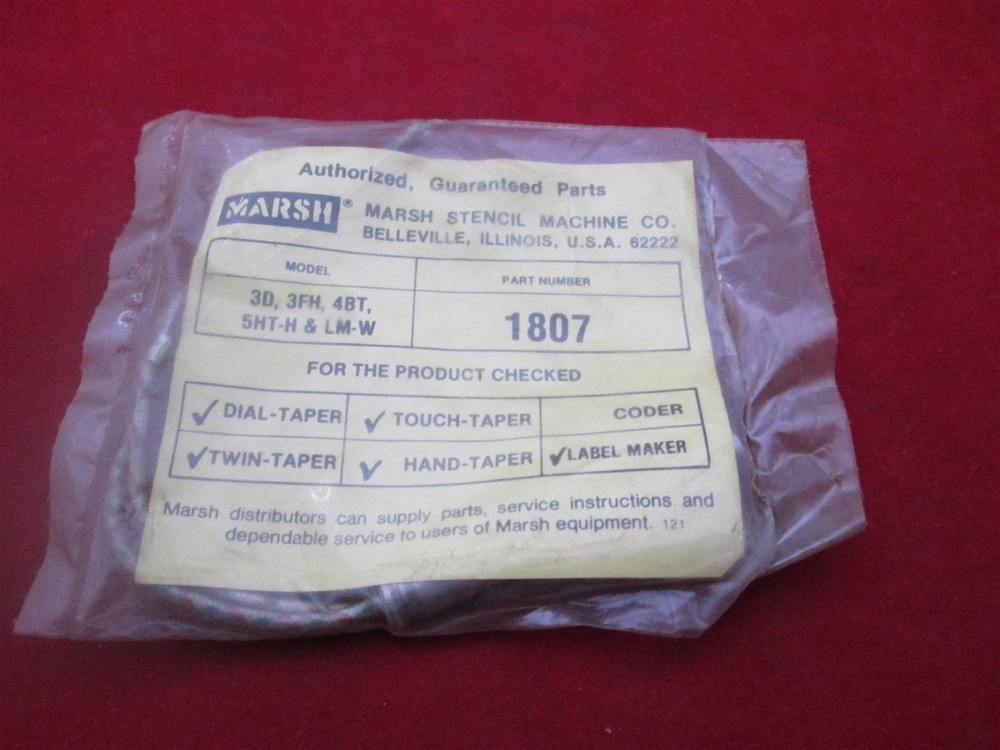 Authorized, Guaranteed Parts
MARSH® MARSH STENCIL MACHINE CO.
BELLEVILLE, ILLINOIS, U.S.A. 62222
MODEL PART NUMBER
3D, 3FH, 4BT,
5HT-H & LM-W 1807
FOR THE PRODUCT CHECKED
✓ DIAL-TAPER ✓ TOUCH-TAPER CODER
✓ TWIN-TAPER ✓ HAND-TAPER ✓ LABEL MAKER
Marsh distributors can supply parts, service instructions and
dependable service to users of Marsh equipment. 121